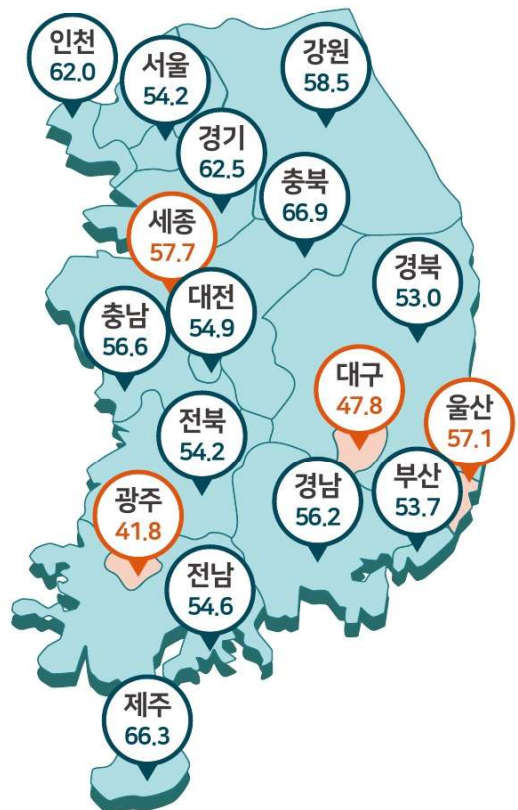 인천
62.0
서울
54.2
강원
58.5
경기
62.5
충북
66.9
세종
57.7
경북
53.0
대전
54.9
충남
56.6
대구
47.8
울산
57.1
전북
54.2
경남
56.2
부산
53.7
광주
41.8
전남
54.6
제주
66.3